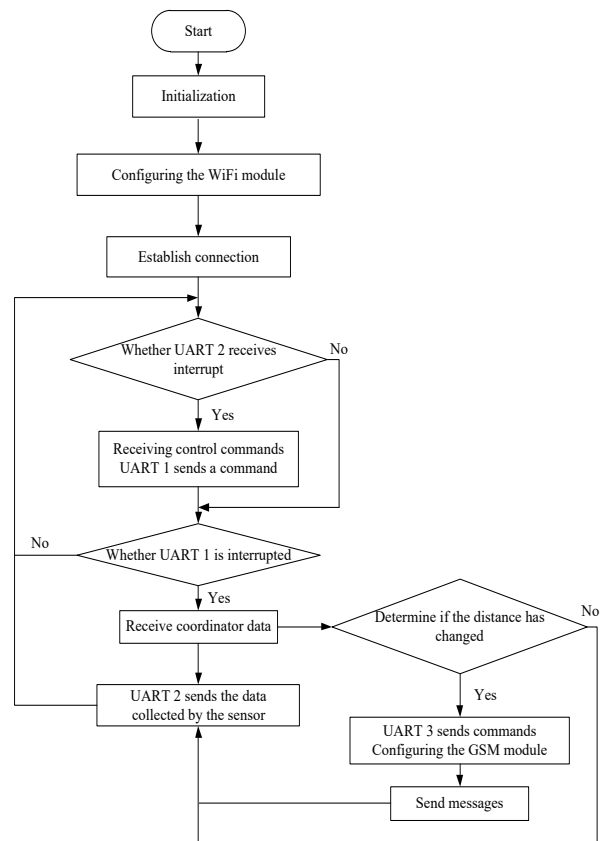 Start
Initialization
Configuring the WiFi module
Establish connection
Whether UART 2 receives
interrupt
No
Yes
Receiving control commands
UART 1 sends a command
No
Whether UART 1 is interrupted
Yes
Receive coordinator data
Determine if the distance has
changed
No
Yes
UART 2 sends the data
collected by the sensor
UART 3 sends commands
Configuring the GSM module
Send messages